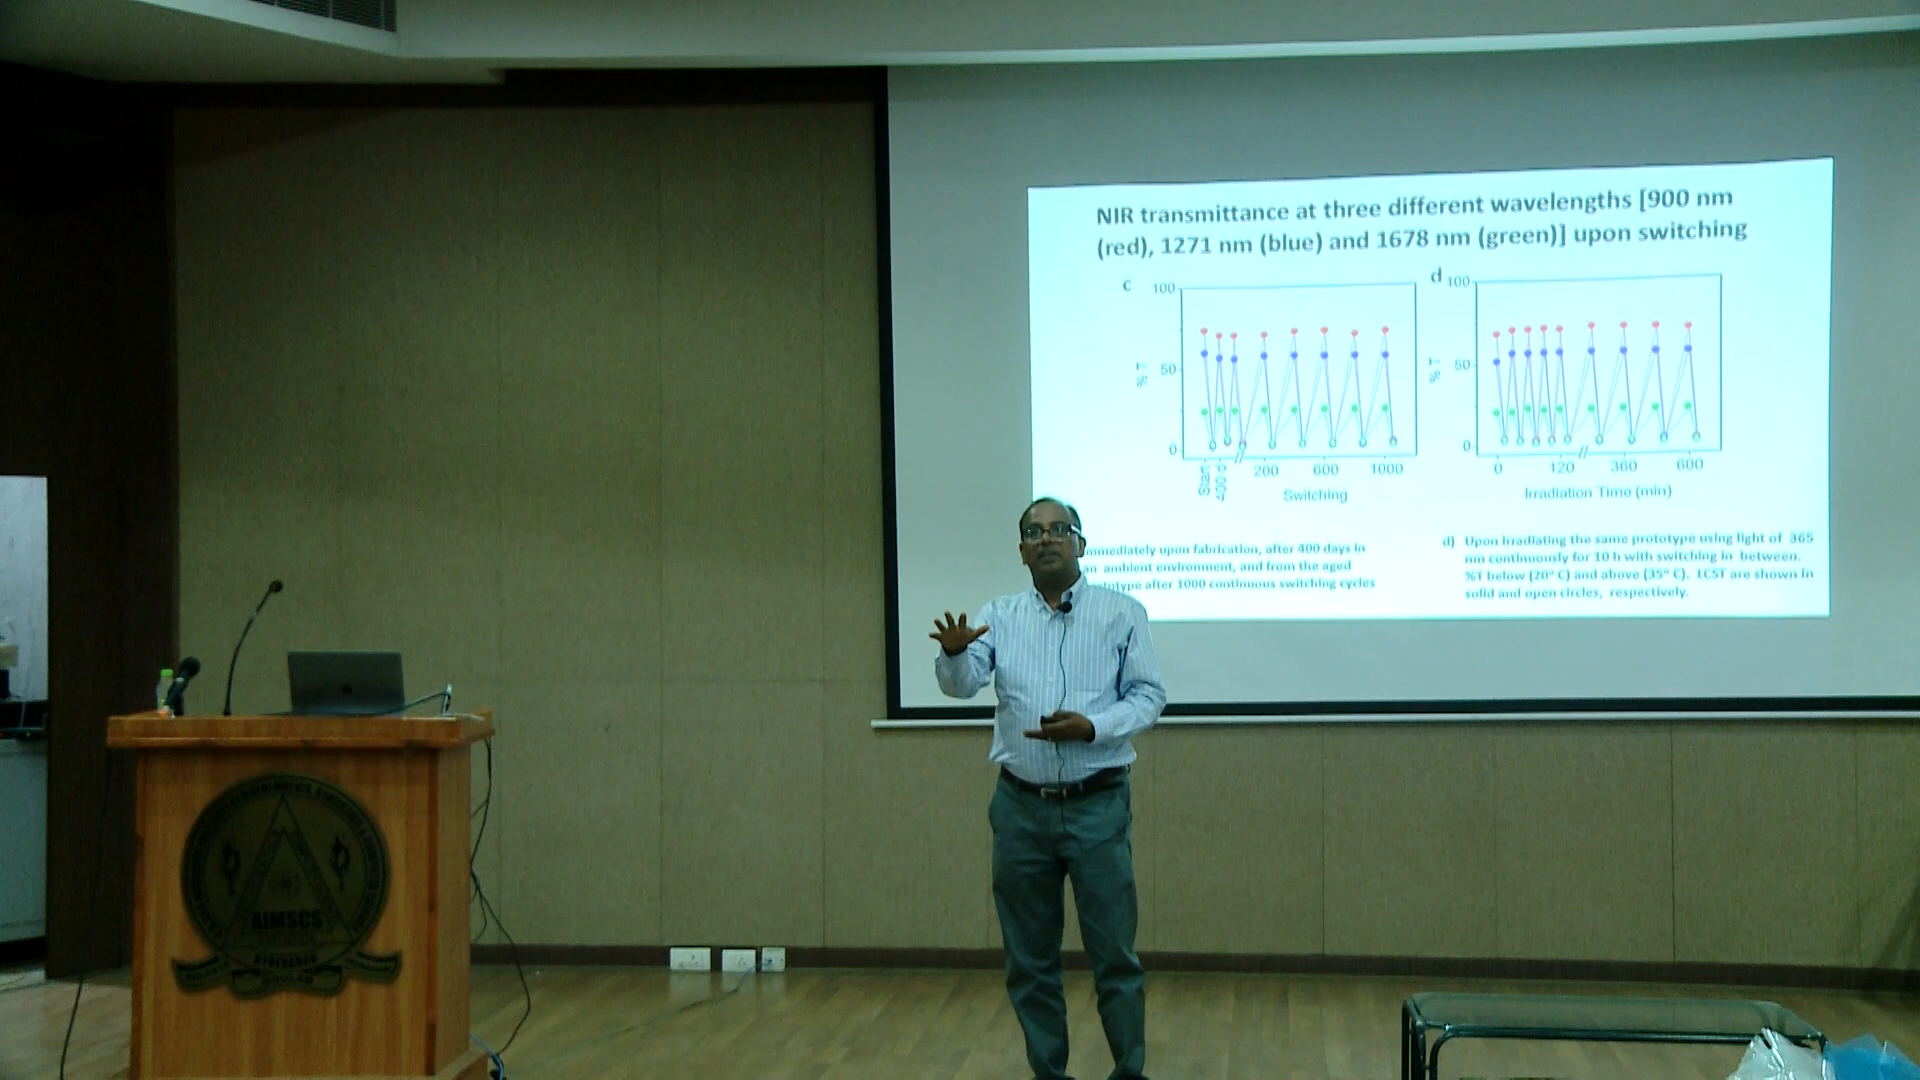 NIR transmittance at three different wavelengths [900 nm
(red), 1271 nm (blue) and 1678 nm (green)] upon switching
c
100
50
0
% T
Start
400 d
200
600
1000
Switching
d
100
50
0
% T
0
120
360
600
Irradiation Time (min)
mmediately upon fabrication, after 400 days in
an ambient environment, and from the aged
ototype after 1000 continuous switching cycles
d) Upon irradiating the same prototype using light of 365
nm continuously for 10 h with switching in between.
%T below (20° C) and above (35° C). LCST are shown in
solid and open circles, respectively.
AIMSCS
HYDERABAD